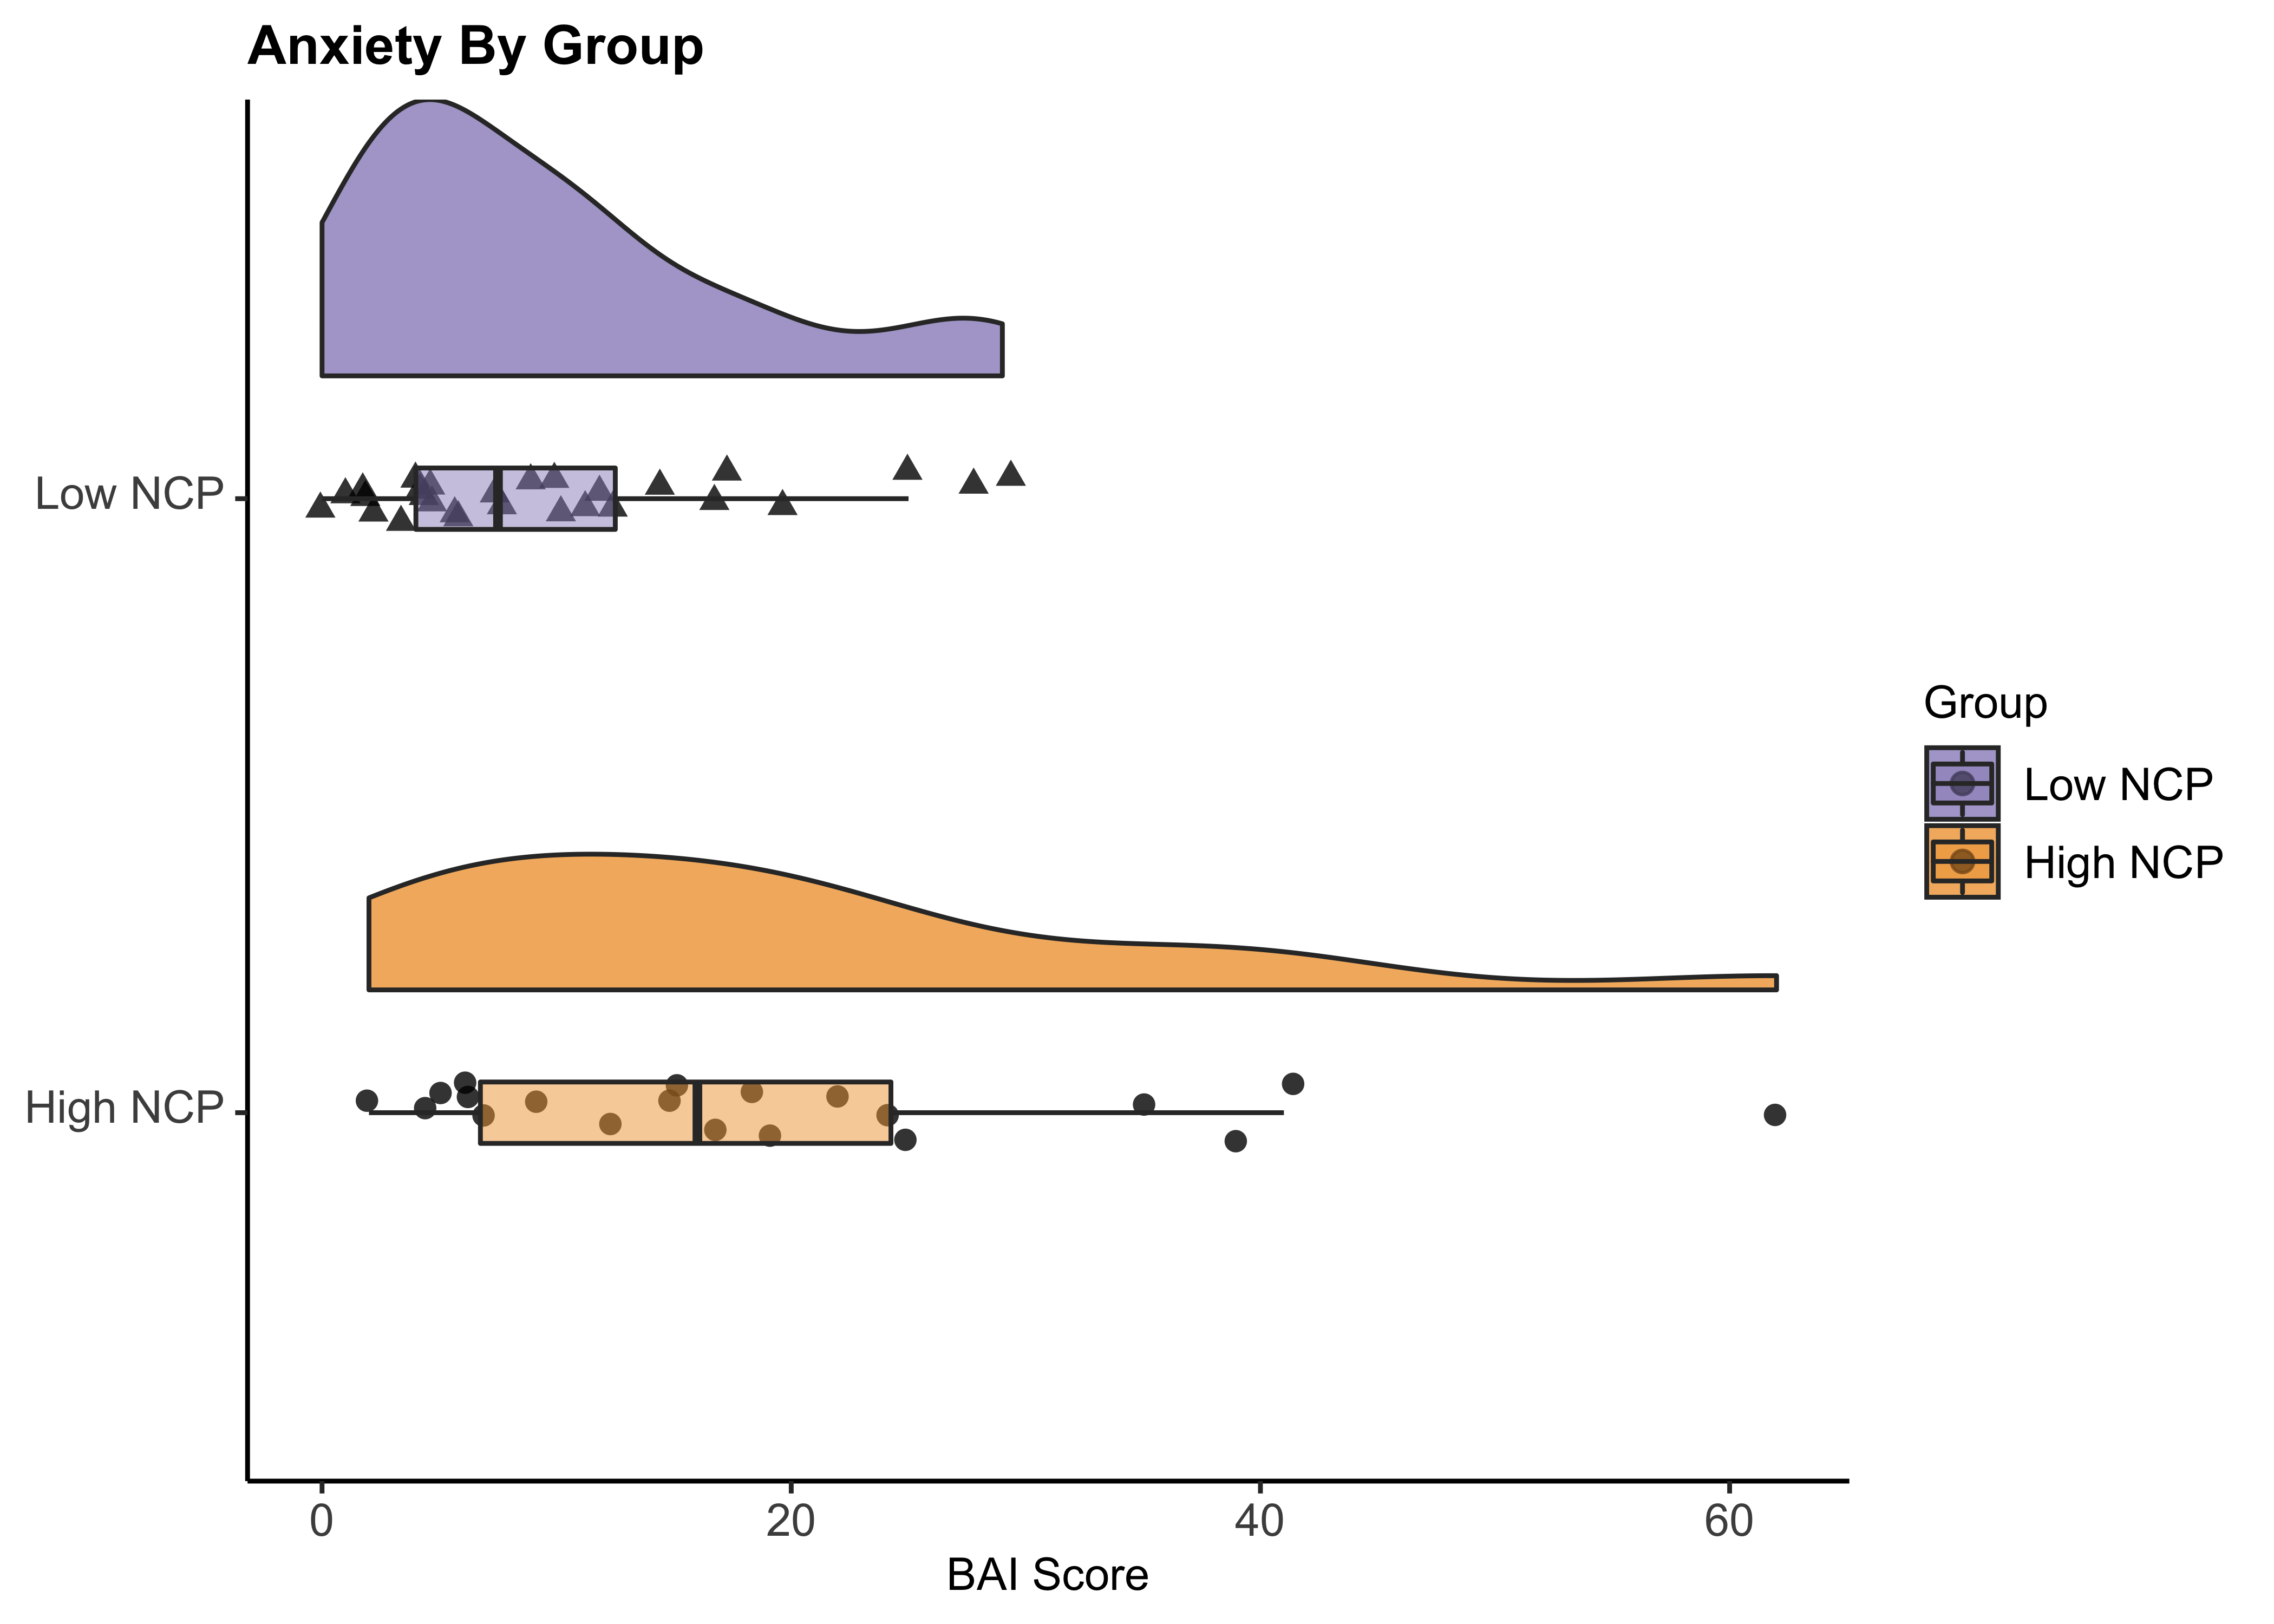 Anxiety By Group
Low NCP
High NCP
Group
Low NCP
High NCP
0 20 40 60
BAI Score